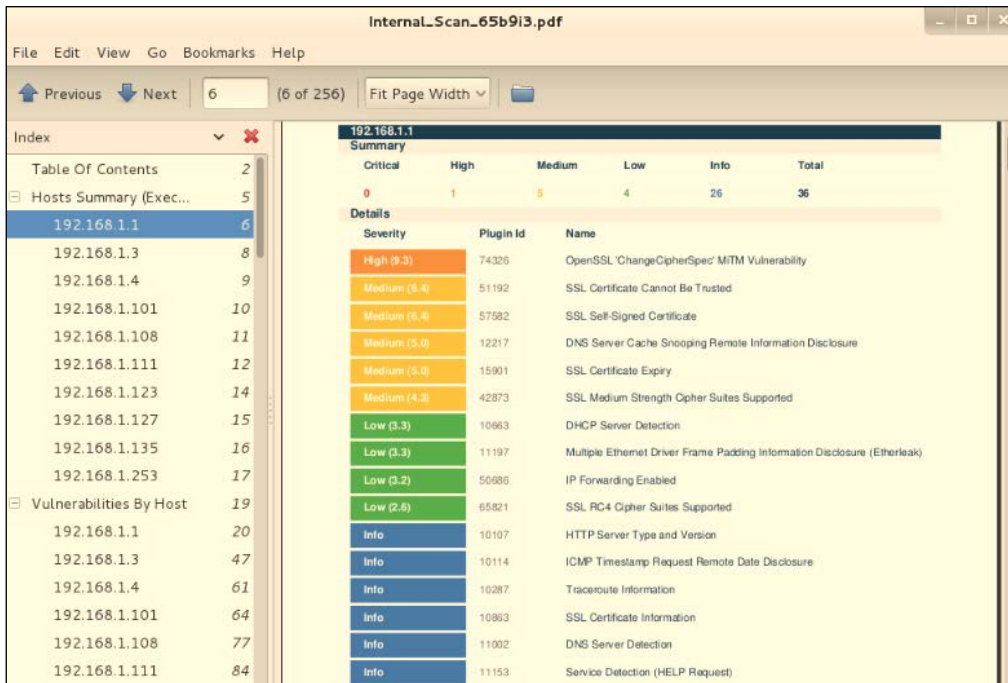 Internal_Scan_65b9i3.pdf
File Edit View Go Bookmarks Help
Previous Next 6 (6 of 256) Fit Page Width
Index
Table Of Contents 2
Hosts Summary (Exec... 5
192.168.1.1 6
192.168.1.3 8
192.168.1.4 9
192.168.1.101 10
192.168.1.108 11
192.168.1.111 12
192.168.1.123 14
192.168.1.127 15
192.168.1.135 16
192.168.1.253 17
Vulnerabilities By Host 19
192.168.1.1 20
192.168.1.3 47
192.168.1.4 61
192.168.1.101 64
192.168.1.108 77
192.168.1.111 84
192.168.1.1
Summary
Critical High Medium Low Info Total
0 1 5 4 26 36
Details
Severity Plugin Id Name
High (9.3) 74326 OpenSSL 'ChangeCipherSpec' MiTM Vulnerability
Medium (6.4) 51192 SSL Certificate Cannot Be Trusted
Medium (6.4) 57582 SSL Self-Signed Certificate
Medium (5.0) 12217 DNS Server Cache Snooping Remote Information Disclosure
Medium (5.0) 15901 SSL Certificate Expiry
Medium (4.3) 42873 SSL Medium Strength Cipher Suites Supported
Low (3.3) 10663 DHCP Server Detection
Low (3.3) 11197 Multiple Ethernet Driver Frame Padding Information Disclosure (Etherleak)
Low (3.2) 50686 IP Forwarding Enabled
Low (2.6) 65821 SSL RC4 Cipher Suites Supported
Info 10107 HTTP Server Type and Version
Info 10114 ICMP Timestamp Request Remote Date Disclosure
Info 10287 Traceroute Information
Info 10863 SSL Certificate Information
Info 11002 DNS Server Detection
Info 11153 Service Detection (HELP Request)